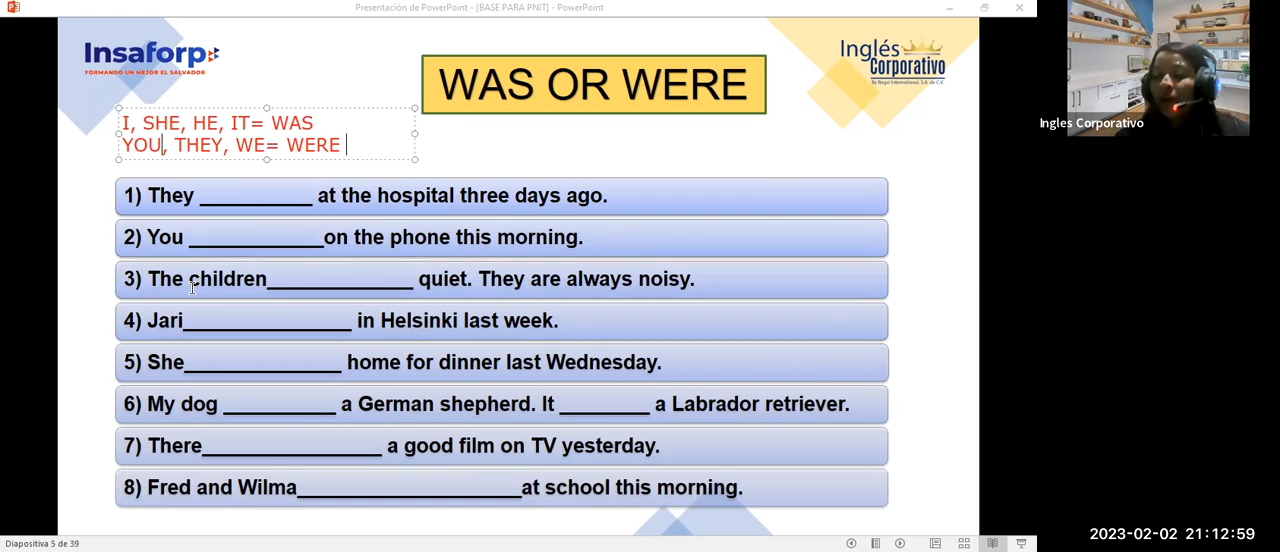 Presentación de PowerPoint - [BASE PARA PNIT] - PowerPoint
Insaforp
FORMANDO UN MEJOR EL SALVADOR
WAS OR WERE
Inglés
Corporativo
By Regal International, S.A. de C.V.
I, SHE, HE, IT= WAS
YOU, THEY, WE= WERE
Ingles Corporativo
1) They __________ at the hospital three days ago.
2) You ____________on the phone this morning.
3) The children_____________ quiet. They are always noisy.
4) Jari_______________ in Helsinki last week.
5) She______________ home for dinner last Wednesday.
6) My dog __________ a German shepherd. It ________ a Labrador retriever.
7) There________________ a good film on TV yesterday.
8) Fred and Wilma____________________at school this morning.
2023-02-02 21:12:59
Diapositiva 5 de 39